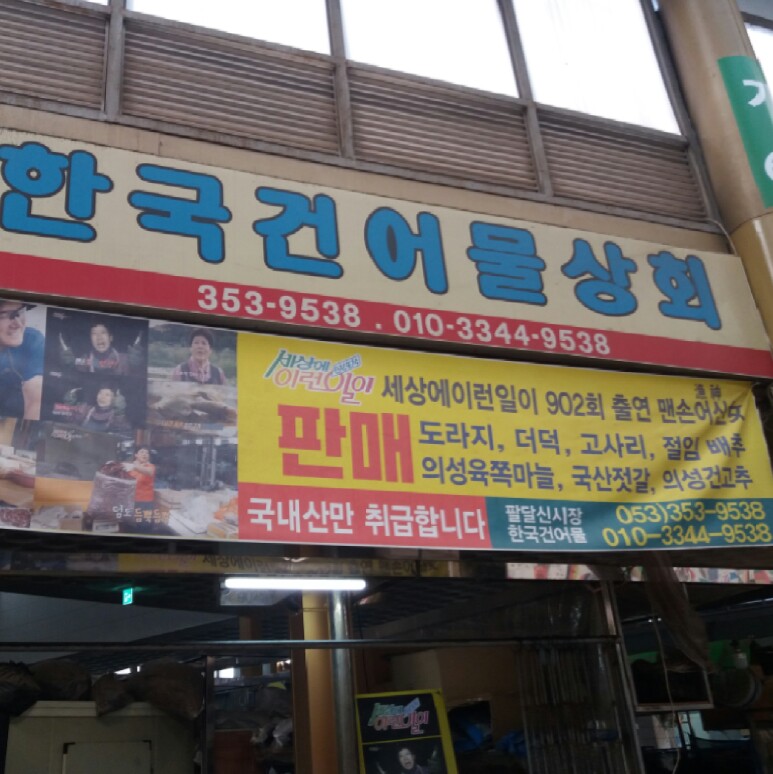 한국건어물상회
353-9538 . 010-3344-9538
세상에
이런일이
세상에이런일이 902회 출연 맨손어신女
漁神
판매
도라지, 더덕, 고사리, 절임 배추
의성육쪽마늘, 국산젓갈, 의성건고추
국내산만 취급합니다
팔달신시장
한국건어물
053)353-9538
010-3344-9538